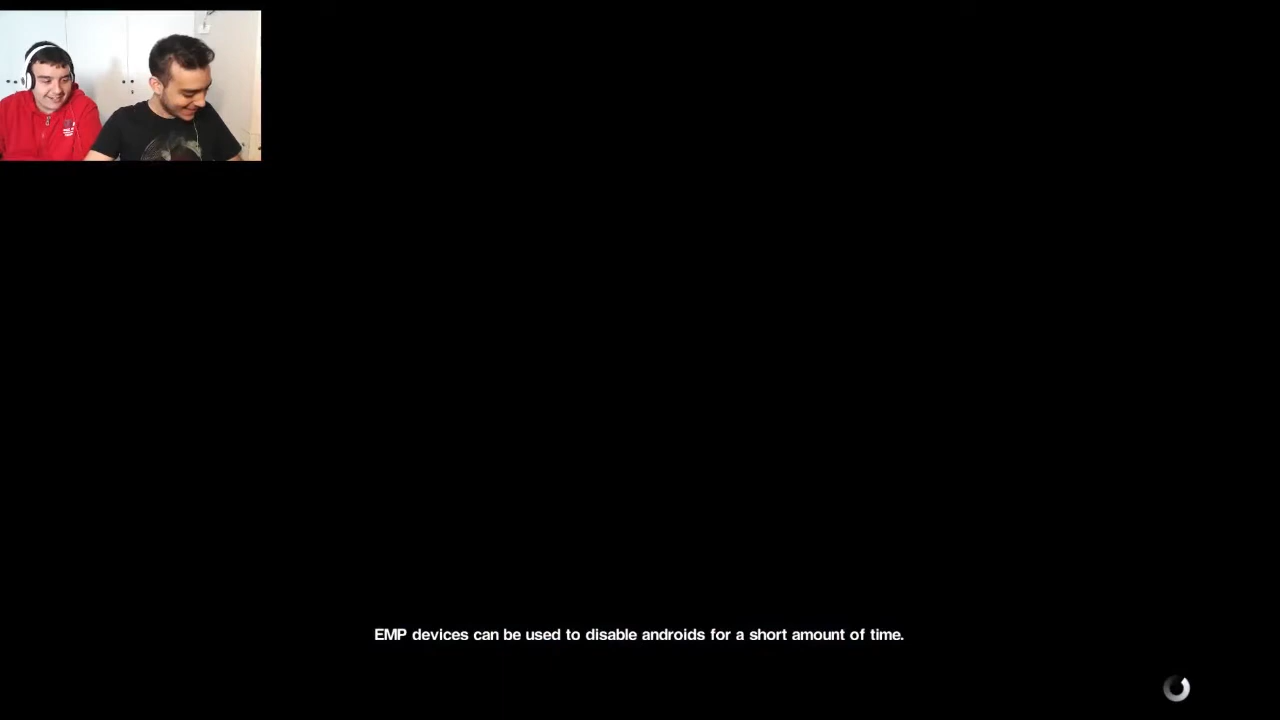 EMP devices can be used to disable androids for a short amount of time.